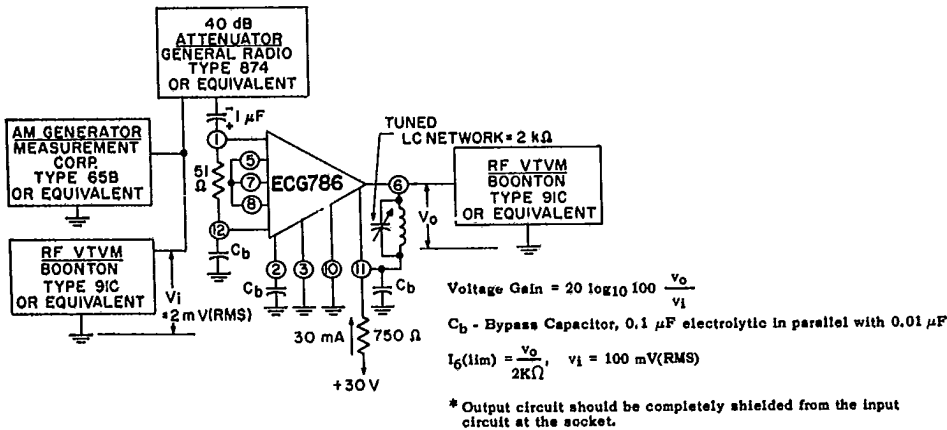 40 dB
ATTENUATOR
GENERAL RADIO
TYPE 874
OR EQUIVALENT
1 μF
+
AM GENERATOR
MEASUREMENT
CORP.
TYPE 65B
OR EQUIVALENT
RF VTVM
BOONTON
TYPE 91C
OR EQUIVALENT
Vi
=2 mV(RMS)
1
51
Ω
12
Cb
5
7
8
ECG786
2
3
10
11
6
Cb
Cb
TUNED
LC NETWORK = 2 kΩ
Vo
RF VTVM
BOONTON
TYPE 91C
OR EQUIVALENT
30 mA
750 Ω
+30 V
Voltage Gain = 20 log10 100 vo/vi
Cb - Bypass Capacitor, 0.1 μF electrolytic in parallel with 0.01 μF
I6(lim) = vo/2KΩ, vi = 100 mV(RMS)
* Output circuit should be completely shielded from the input
circuit at the socket.